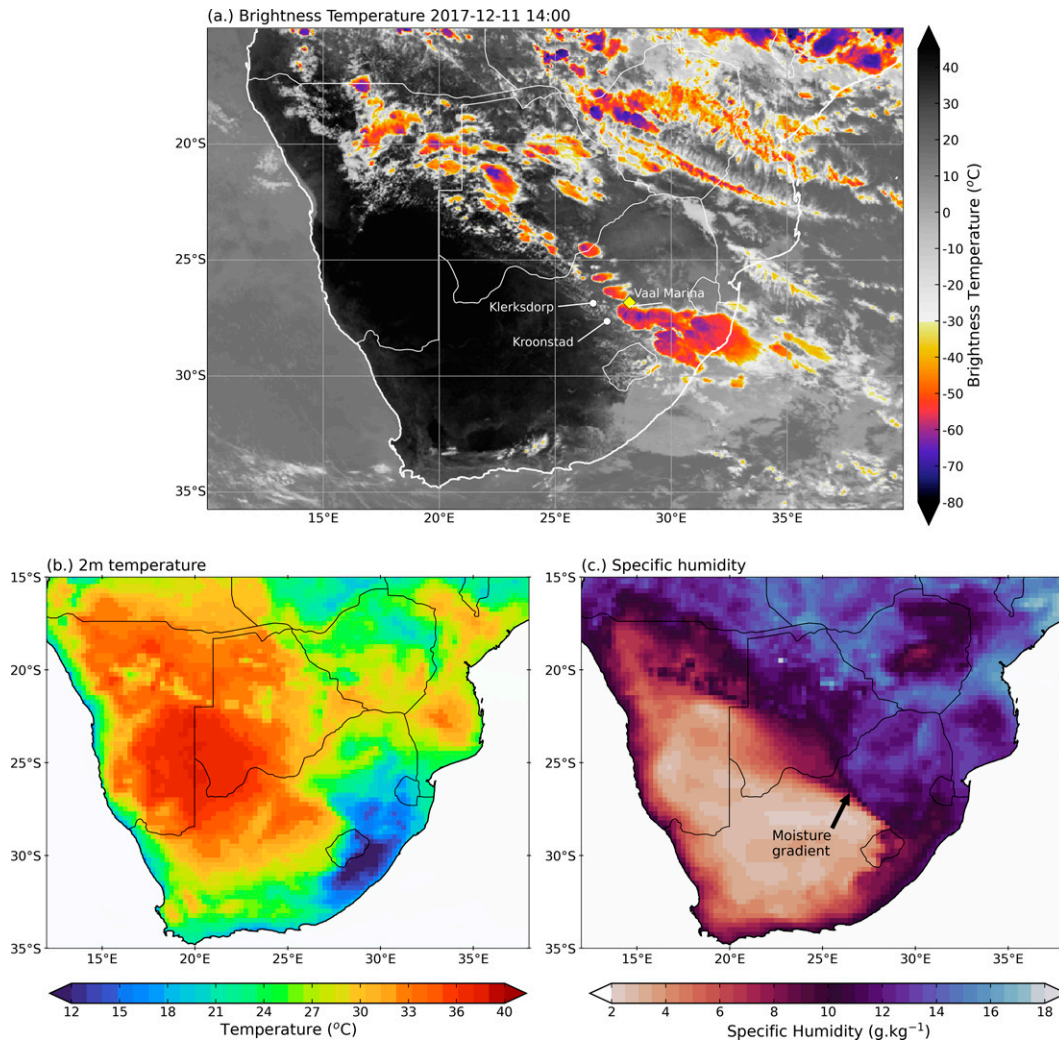 (a.) Brightness Temperature 2017-12-11 14:00
20°S
25°S
30°S
35°S
15°E
20°E
25°E
30°E
35°E
Klerksdorp
Vaal Marina
Kroonstad
40
30
20
10
0
-10
-20
-30
-40
-50
-60
-70
-80
Brightness Temperature (°C)
(b.) 2m temperature
15°S
20°S
25°S
30°S
35°S
15°E
20°E
25°E
30°E
35°E
12 15 18 21 24 27 30 33 36 40
Temperature (°C)
(c.) Specific humidity
15°S
20°S
25°S
30°S
35°S
15°E
20°E
25°E
30°E
35°E
Moisture
gradient
2 4 6 8 10 12 14 16 18
Specific Humidity (g.kg⁻¹)